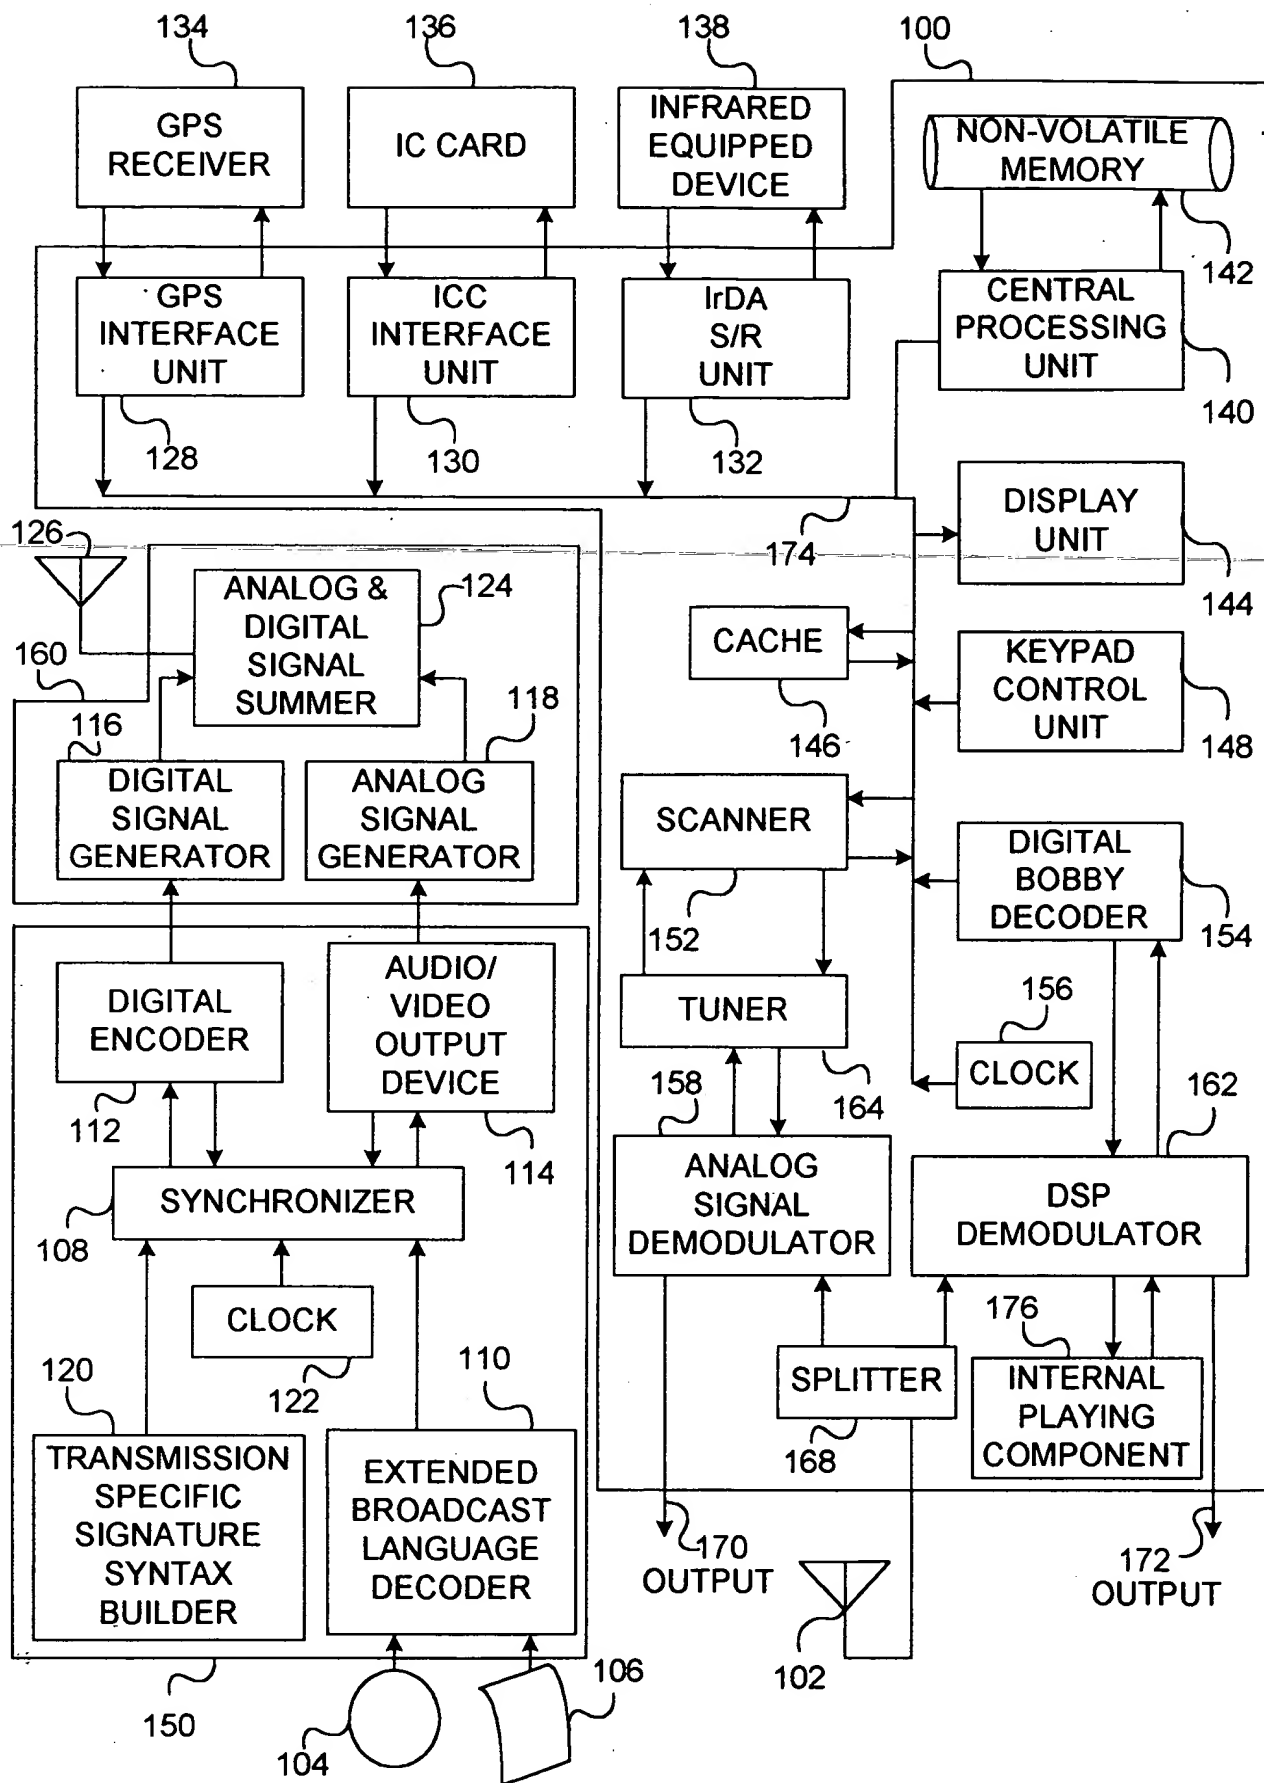 134
136
138
100
GPS
RECEIVER
IC CARD
INFRARED
EQUIPPED
DEVICE
NON-VOLATILE
MEMORY
142
GPS
INTERFACE
UNIT
ICC
INTERFACE
UNIT
IrDA
S/R
UNIT
CENTRAL
PROCESSING
UNIT
140
128
130
132
174
DISPLAY
UNIT
144
126
ANALOG &
DIGITAL
SIGNAL
SUMMER
124
160
116
118
CACHE
146
KEYPAD
CONTROL
UNIT
148
DIGITAL
SIGNAL
GENERATOR
ANALOG
SIGNAL
GENERATOR
SCANNER
152
DIGITAL
BOBBY
DECODER
154
DIGITAL
ENCODER
112
AUDIO/
VIDEO
OUTPUT
DEVICE
114
TUNER
164
156
CLOCK
158
162
SYNCHRONIZER
108
ANALOG
SIGNAL
DEMODULATOR
DSP
DEMODULATOR
CLOCK
122
176
120
110
SPLITTER
168
INTERNAL
PLAYING
COMPONENT
TRANSMISSION
SPECIFIC
SIGNATURE
SYNTAX
BUILDER
EXTENDED
BROADCAST
LANGUAGE
DECODER
170
OUTPUT
172
OUTPUT
102
150
104
106